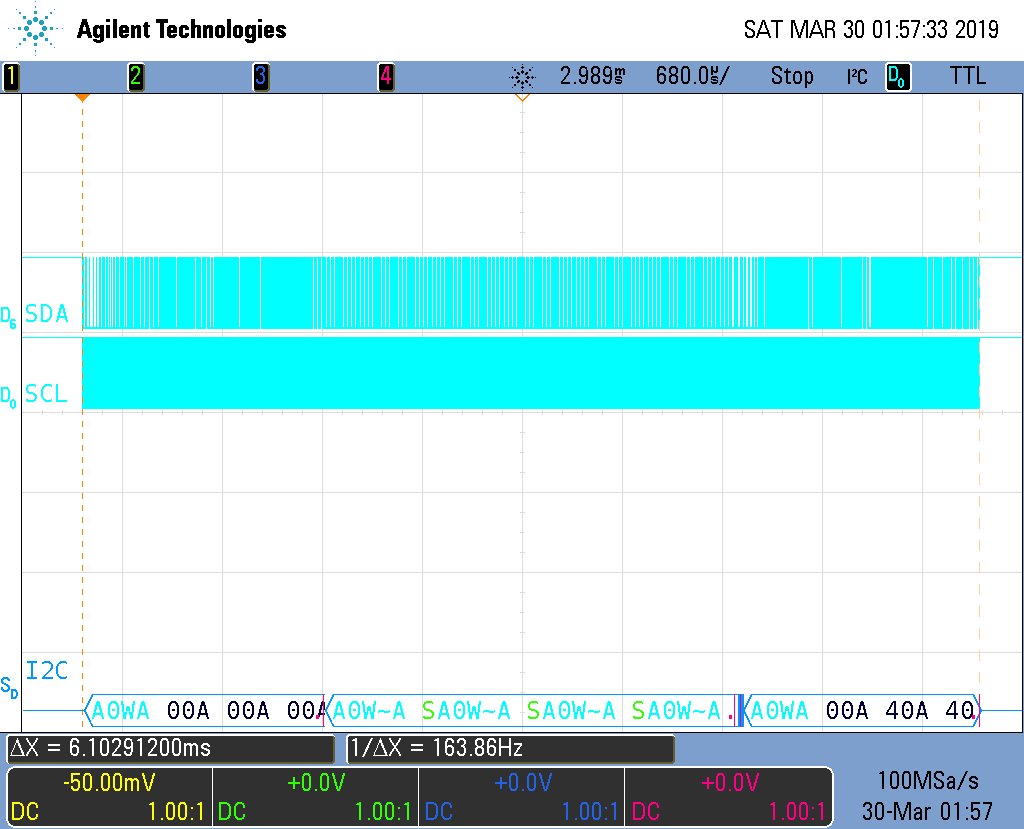 Agilent Technologies SAT MAR 30 01:57:33 2019
1 2 3 4 2.989ms 680.0us/ Stop I²C D0 TTL
D6 SDA
D0 SCL
I2C
SD
A0WA 00A 00A 00A A0W~A SA0W~A SA0W~A SA0W~A A0WA 00A 40A 40
ΔX = 6.10291200ms 1/ΔX = 163.86Hz
-50.00mV +0.0V +0.0V +0.0V 100MSa/s
DC 1.00:1 DC 1.00:1 DC 1.00:1 DC 1.00:1 30-Mar 01:57